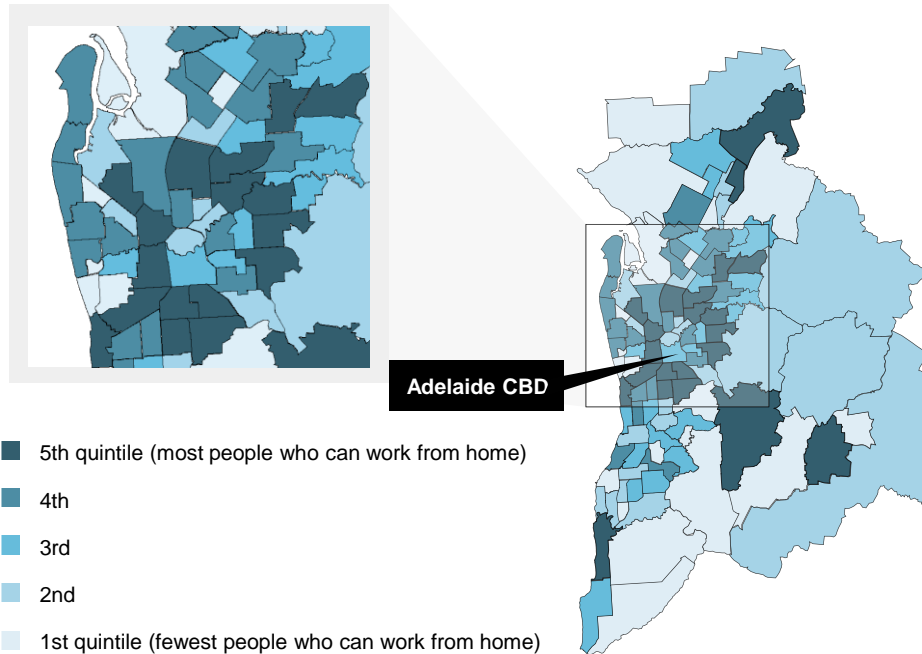 Adelaide CBD
5th quintile (most people who can work from home)
4th
3rd
2nd
1st quintile (fewest people who can work from home)